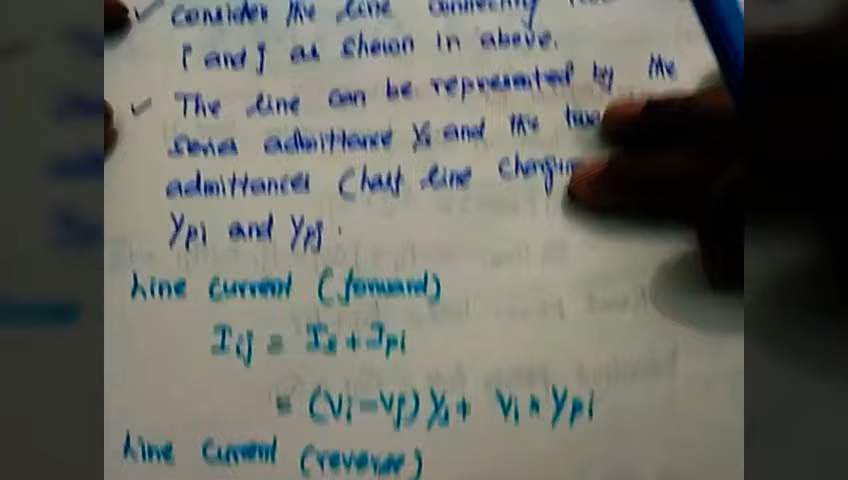 ✓ Consider the line connecting
i and j as shown in above.
✓ The line can be represented by the
series admittance Ys and the two
admittances (half line
Ypi and Ypj.
Line current (forward)
Iij = Is + Ipi
= (Vi - Vj) Ys + Vi × Ypi
Line current (reverse)